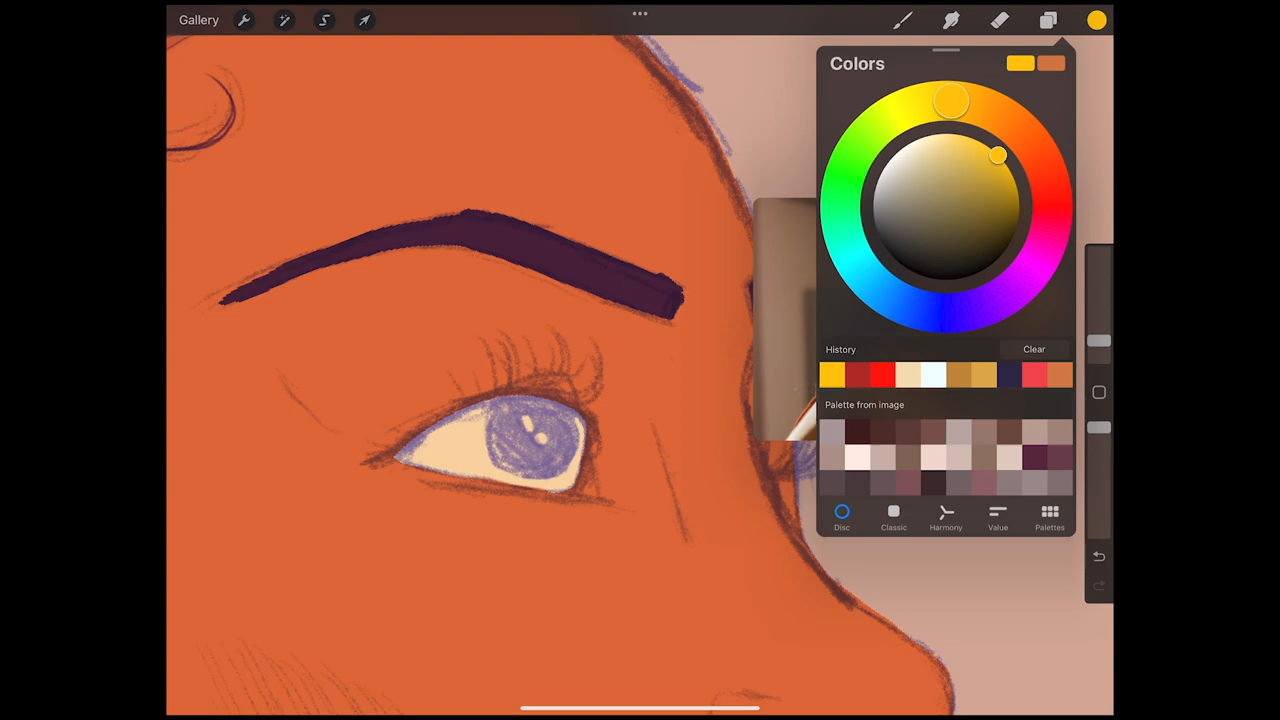 Gallery
Colors
History Clear
Palette from image
Disc Classic Harmony Value Palettes